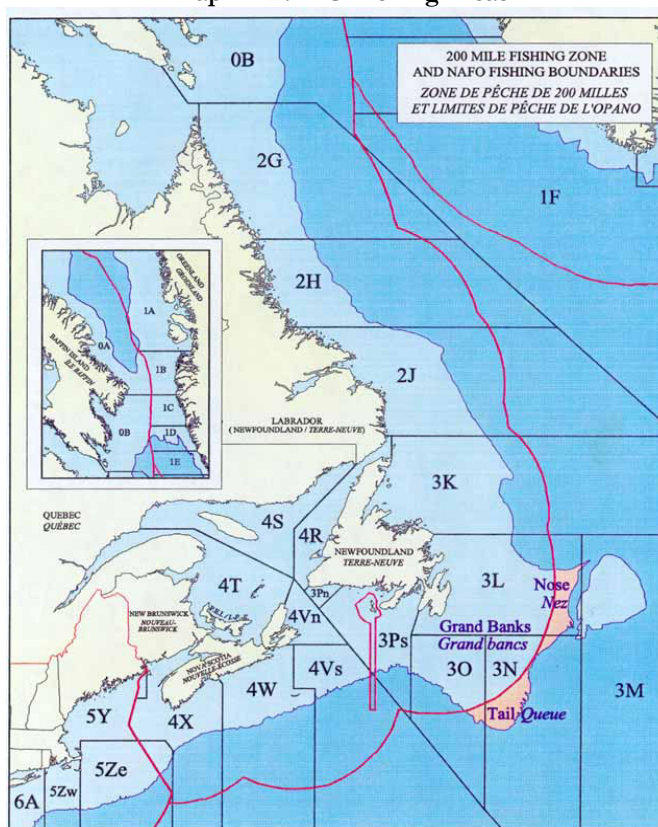 200 MILE FISHING ZONE
AND NAFO FISHING BOUNDARIES
ZONE DE PÊCHE DE 200 MILLES
ET LIMITES DE PÊCHE DE L'OPANO
0B
2G
1F
2H
GREENLAND
GROENLAND
1A
0A
BAFFIN ISLAND
ÎLE BAFFIN
1B
1C
0B
1D
1E
2J
LABRADOR
(NEWFOUNDLAND / TERRE-NEUVE)
3K
QUEBEC
QUÉBEC
4S
4R
NEWFOUNDLAND
TERRE-NEUVE
3L
Nose
Nez
4T
3Pn
NEW BRUNSWICK
NOUVEAU-
BRUNSWICK
4Vn
Grand Banks
Grand bancs
3Ps
NOVA SCOTIA
NOUVELLE-ÉCOSSE
4Vs
3O
3N
4W
3M
5Y
4X
Tail Queue
5Ze
5Zw
6A